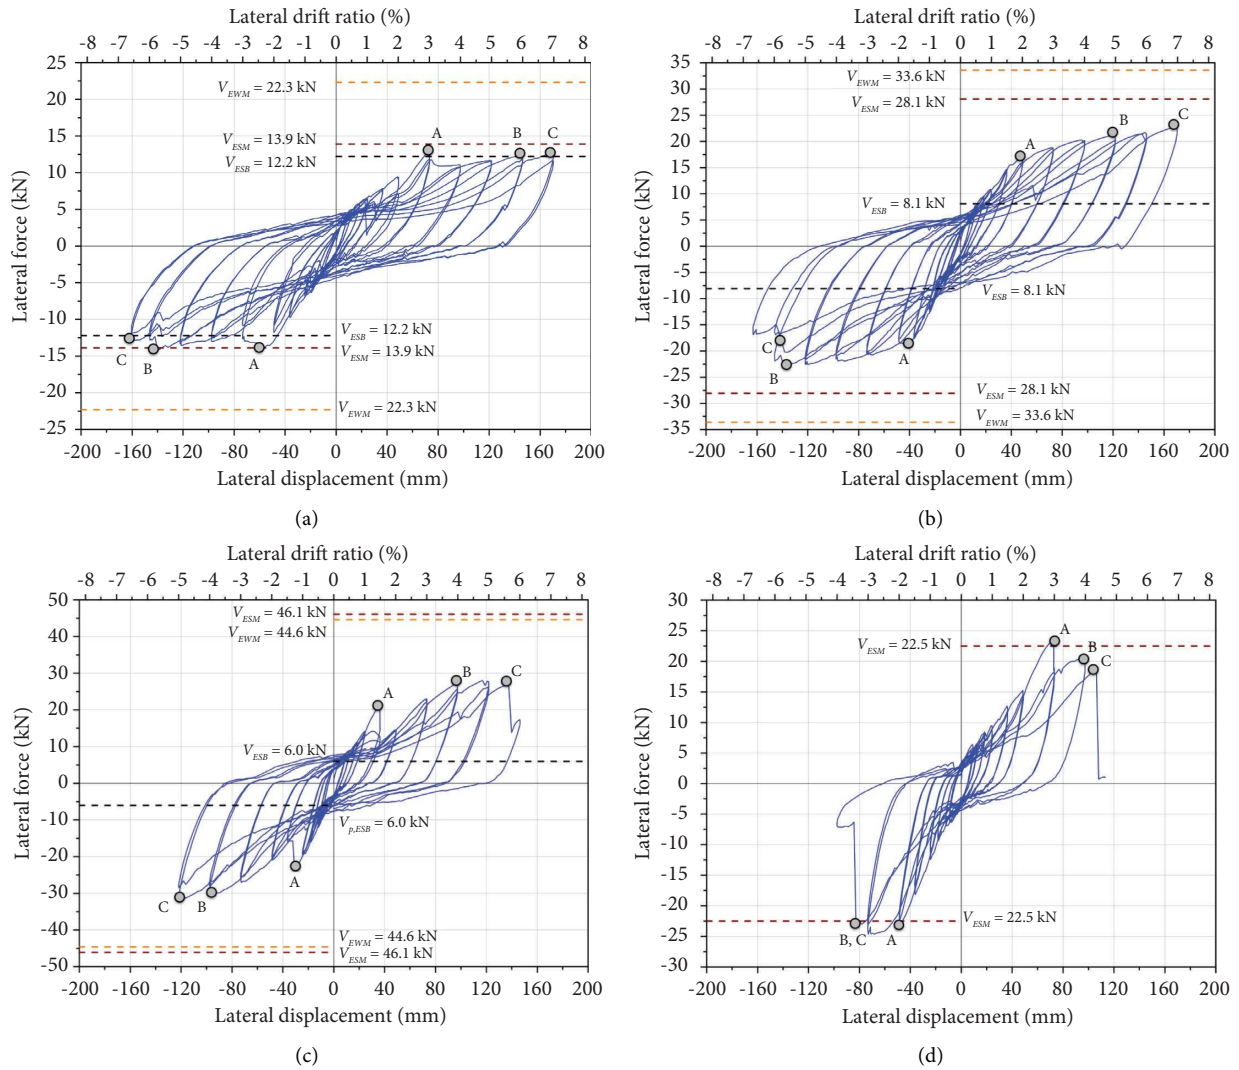 Lateral drift ratio (%)
-8 -7 -6 -5 -4 -3 -2 -1 0 1 2 3 4 5 6 7 8
25
20
15
10
5
0
-5
-10
-15
-20
-25
Lateral force (kN)
V_EWM = 22.3 kN
V_ESM = 13.9 kN
V_ESB = 12.2 kN
A
B
C
V_ESB = 12.2 kN
V_ESM = 13.9 kN
C
B
A
V_EWM = 22.3 kN
-200 -160 -120 -80 -40 0 40 80 120 160 200
Lateral displacement (mm)
(a)
Lateral drift ratio (%)
-8 -7 -6 -5 -4 -3 -2 -1 0 1 2 3 4 5 6 7 8
35
30
25
20
15
10
5
0
-5
-10
-15
-20
-25
-30
-35
Lateral force (kN)
V_EWM = 33.6 kN
V_ESM = 28.1 kN
A
B
C
V_ESB = 8.1 kN
V_ESB = 8.1 kN
C
B
A
V_ESM = 28.1 kN
V_EWM = 33.6 kN
-200 -160 -120 -80 -40 0 40 80 120 160 200
Lateral displacement (mm)
(b)
Lateral drift ratio (%)
-8 -7 -6 -5 -4 -3 -2 -1 0 1 2 3 4 5 6 7 8
50
40
30
20
10
0
-10
-20
-30
-40
-50
Lateral force (kN)
V_ESM = 46.1 kN
V_EWM = 44.6 kN
A
B
C
V_ESB = 6.0 kN
V_p,ESB = 6.0 kN
A
C
B
V_EWM = 44.6 kN
V_ESM = 46.1 kN
-200 -160 -120 -80 -40 0 40 80 120 160 200
Lateral displacement (mm)
(c)
Lateral drift ratio (%)
-8 -7 -6 -5 -4 -3 -2 -1 0 1 2 3 4 5 6 7 8
30
25
20
15
10
5
0
-5
-10
-15
-20
-25
-30
Lateral force (kN)
V_ESM = 22.5 kN
A
B
C
V_ESM = 22.5 kN
B, C
A
-200 -160 -120 -80 -40 0 40 80 120 160 200
Lateral displacement (mm)
(d)